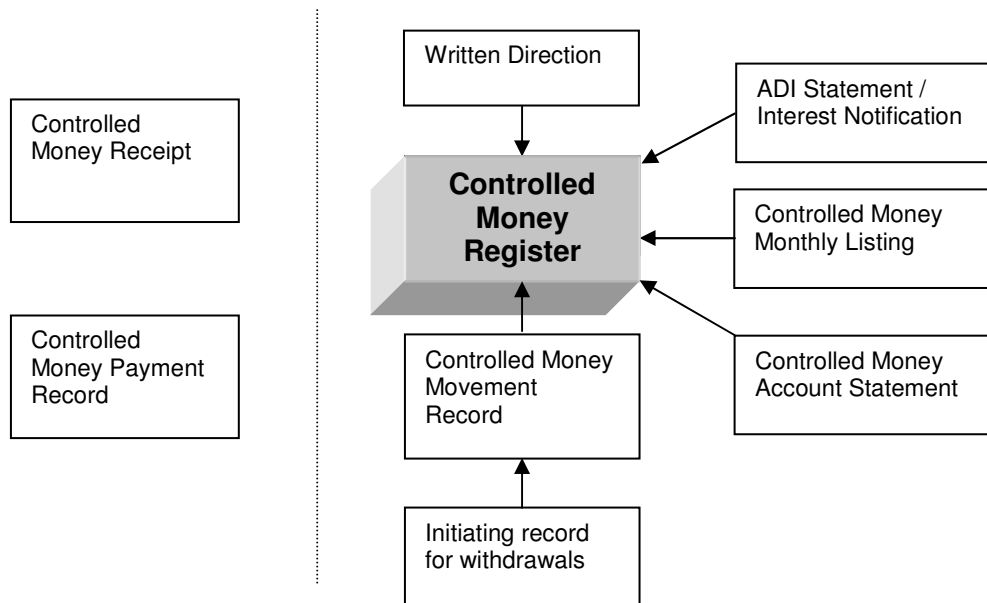 Controlled
Money Receipt
Controlled
Money Payment
Record
Written Direction
Controlled
Money
Register
Controlled Money
Movement
Record
Initiating record
for withdrawals
ADI Statement /
Interest Notification
Controlled Money
Monthly Listing
Controlled Money
Account Statement